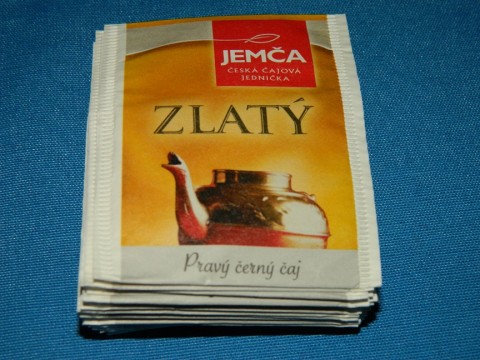 JEMČA
ČESKÁ ČAJOVÁ
JEDNIČKA
ZLATÝ
Pravý černý čaj